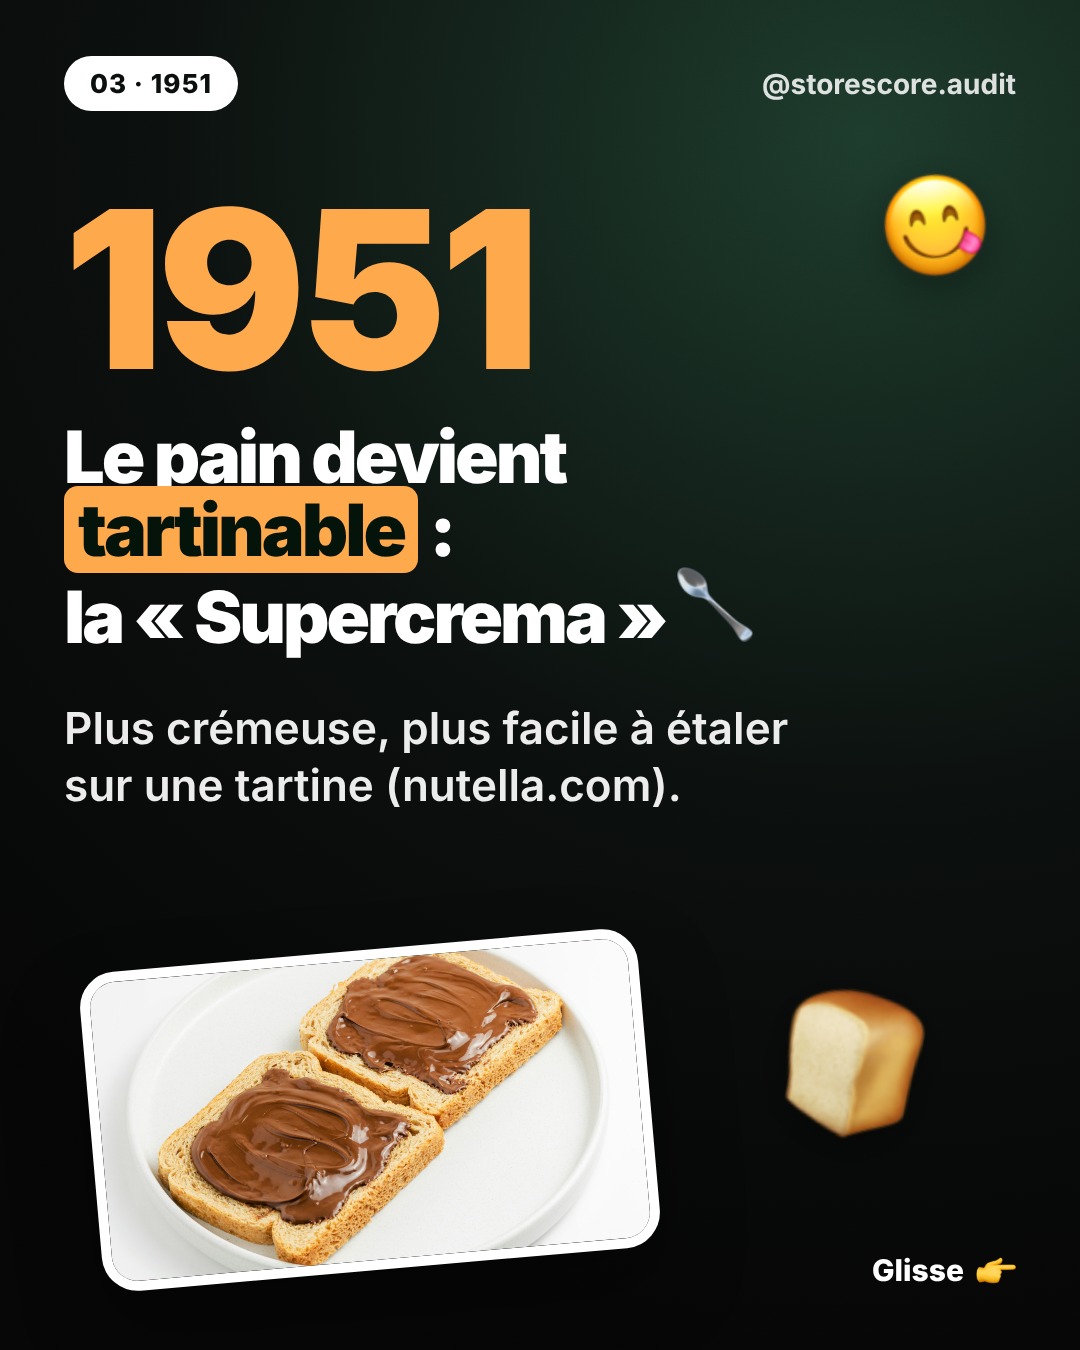 03 · 1951
@storescore.audit
1951
Le pain devient
tartinable :
la « Supercrema »
Plus crémeuse, plus facile à étaler
sur une tartine (nutella.com).
Glisse